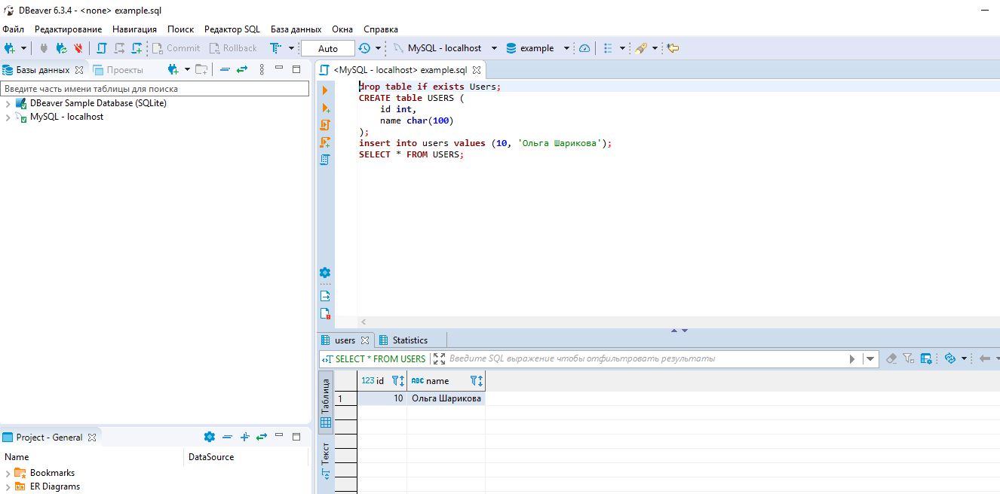 DBeaver 6.3.4 - <none> example.sql
Файл Редактирование Навигация Поиск Редактор SQL База данных Окна Справка
Commit Rollback Auto MySQL - localhost example
Базы данных Проекты
Введите часть имени таблицы для поиска
DBeaver Sample Database (SQLite)
MySQL - localhost
<MySQL - localhost> example.sql
drop table if exists Users;
CREATE table USERS (
id int,
name char(100)
);
insert into users values (10, 'Ольга Шарикова');
SELECT * FROM USERS;
users Statistics
SELECT * FROM USERS Введите SQL выражение чтобы отфильтровать результаты
Таблица
Текст
123 id ABC name
1 10 Ольга Шарикова
Project - General
Name DataSource
Bookmarks
ER Diagrams